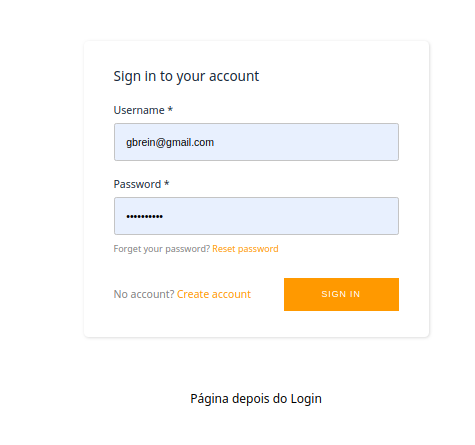 Sign in to your account
Username *
gbrein@gmail.com
Password *
••••••••••
Forget your password? Reset password
No account? Create account
SIGN IN
Página depois do Login